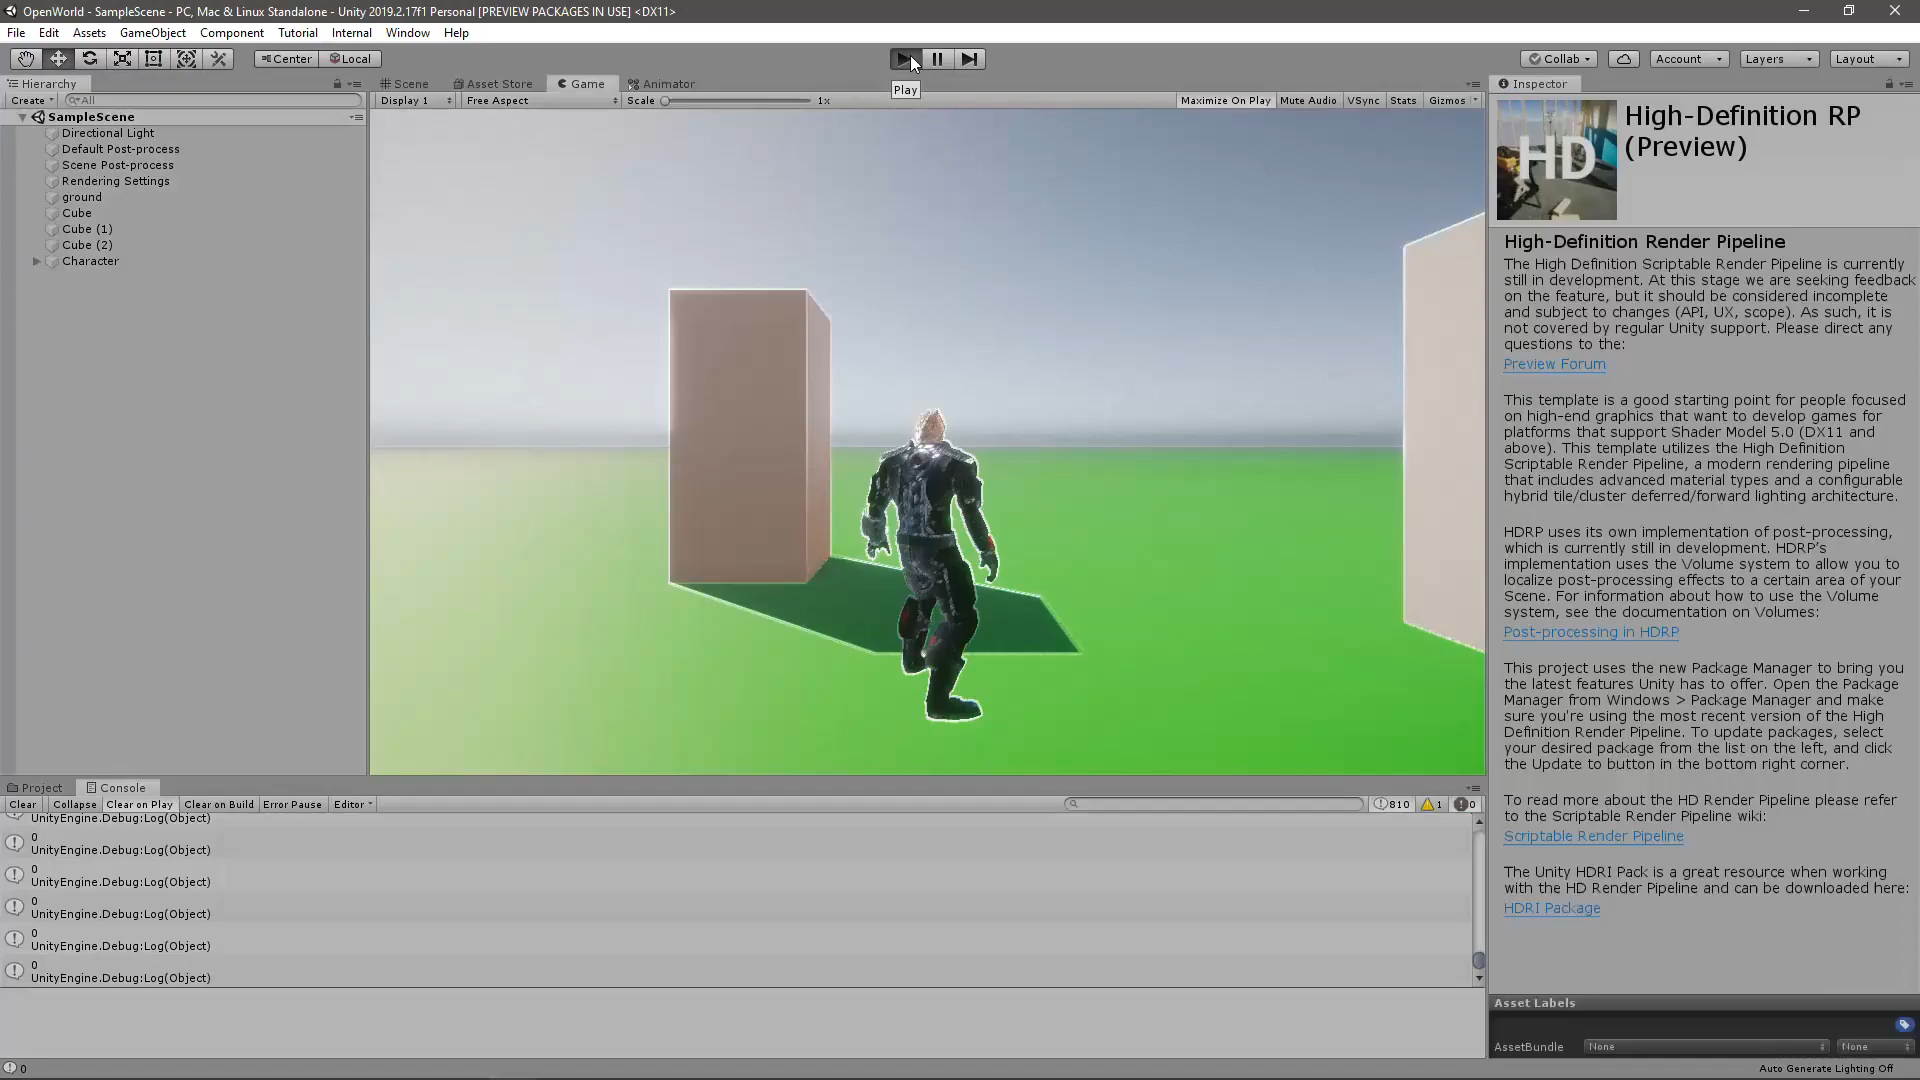 OpenWorld - SampleScene - PC, Mac & Linux Standalone - Unity 2019.2.17f1 Personal [PREVIEW PACKAGES IN USE] <DX11>
File Edit Assets GameObject Component Tutorial Internal Window Help
Center Local Collab Account Layers Layout
Play
Hierarchy
Create All
SampleScene
Directional Light
Default Post-process
Scene Post-process
Rendering Settings
ground
Cube
Cube (1)
Cube (2)
Character
Scene Asset Store Game Animator
Display 1 Free Aspect Scale 1x Maximize On Play Mute Audio VSync Stats Gizmos
Inspector
HD
High-Definition RP
(Preview)
High-Definition Render Pipeline
The High Definition Scriptable Render Pipeline is currently
still in development. At this stage we are seeking feedback
on the feature, but it should be considered incomplete
and subject to changes (API, UX, scope). As such, it is
not covered by regular Unity support. Please direct any
questions to the:
Preview Forum
This template is a good starting point for people focused
on high-end graphics that want to develop games for
platforms that support Shader Model 5.0 (DX11 and
above). This template utilizes the High Definition
Scriptable Render Pipeline, a modern rendering pipeline
that includes advanced material types and a configurable
hybrid tile/cluster deferred/forward lighting architecture.
HDRP uses its own implementation of post-processing,
which is currently still in development. HDRP's
implementation uses the Volume system to allow you to
localize post-processing effects to a certain area of your
Scene. For information about how to use the Volume
system, see the documentation on Volumes:
Post-processing in HDRP
This project uses the new Package Manager to bring you
the latest features Unity has to offer. Open the Package
Manager from Windows > Package Manager and make
sure you're using the most recent version of the High
Definition Render Pipeline. To update packages, select
your desired package from the list on the left, and click
the Update to button in the bottom right corner.
To read more about the HD Render Pipeline please refer
to the Scriptable Render Pipeline wiki:
Scriptable Render Pipeline
The Unity HDRI Pack is a great resource when working
with the HD Render Pipeline and can be downloaded here:
HDRI Package
Asset Labels
AssetBundle None None
Auto Generate Lighting Off
Project Console
Clear Collapse Clear on Play Clear on Build Error Pause Editor 810 1 0
UnityEngine.Debug:Log(Object)
0
UnityEngine.Debug:Log(Object)
0
UnityEngine.Debug:Log(Object)
0
UnityEngine.Debug:Log(Object)
0
UnityEngine.Debug:Log(Object)
0
UnityEngine.Debug:Log(Object)
0